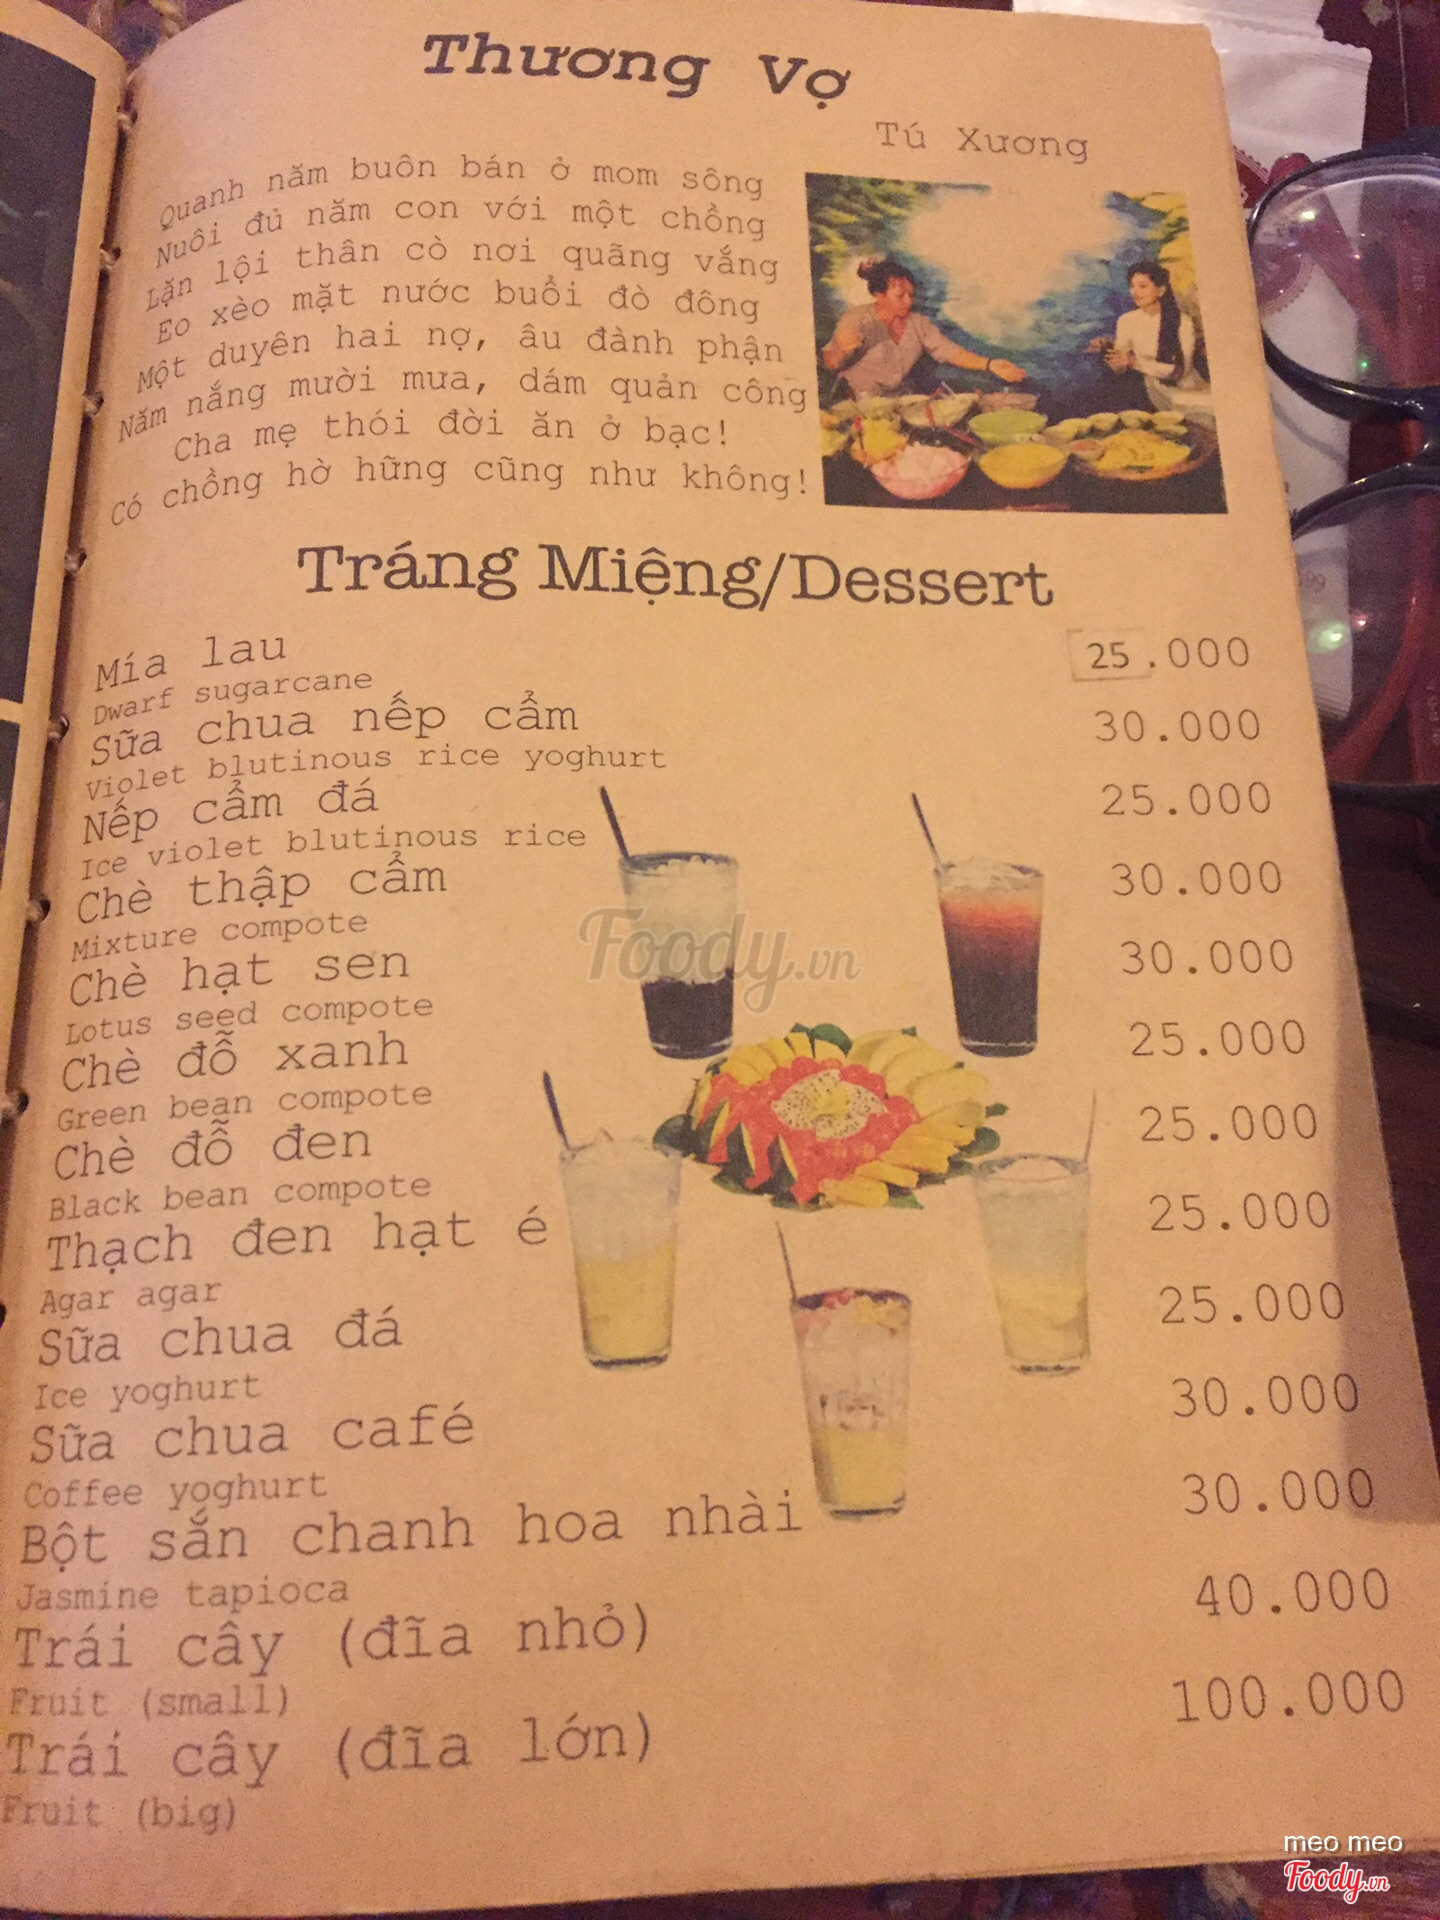 Thương Vợ
Tú Xương
Quanh năm buôn bán ở mom sông
Nuôi đủ năm con với một chồng
Lặn lội thân cò nơi quãng vắng
Eo xèo mặt nước buổi đò đông
Một duyên hai nợ, âu đành phận
Năm nắng mười mưa, dám quản công
Cha mẹ thói đời ăn ở bạc!
Có chồng hờ hững cũng như không!
Tráng Miệng/Dessert
Mía lau 25.000
Dwarf sugarcane
Sữa chua nếp cẩm 30.000
Violet blutinous rice yoghurt
Nếp cẩm đá 25.000
Ice violet blutinous rice
Chè thập cẩm 30.000
Mixture compote
Chè hạt sen 30.000
Lotus seed compote
Chè đỗ xanh 25.000
Green bean compote
Chè đỗ đen 25.000
Black bean compote
Thạch đen hạt é 25.000
Agar agar
Sữa chua đá 25.000
Ice yoghurt
Sữa chua café 30.000
Coffee yoghurt
Bột sắn chanh hoa nhài 30.000
Jasmine tapioca
Trái cây (đĩa nhỏ) 40.000
Fruit (small)
Trái cây (đĩa lớn) 100.000
Fruit (big)
Foody.vn
meo meo
Foody.vn